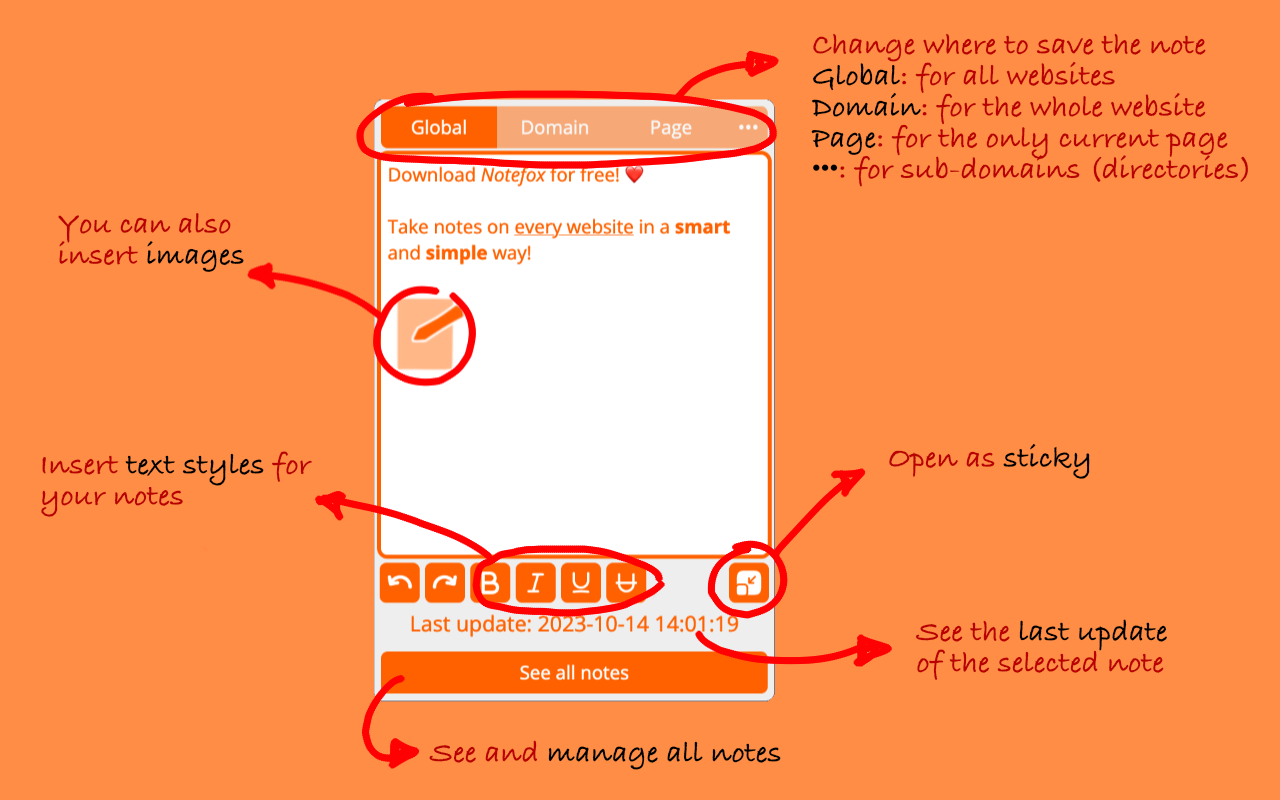 Change where to save the note
Global: for all websites
Domain: for the whole website
Page: for the only current page
•••: for sub-domains (directories)
Global Domain Page •••
Download Notefox for free! ❤️
Take notes on every website in a smart
and simple way!
You can also
insert images
Insert text styles for
your notes
Open as sticky
B I U U
Last update: 2023-10-14 14:01:19
See the last update
of the selected note
See all notes
See and manage all notes